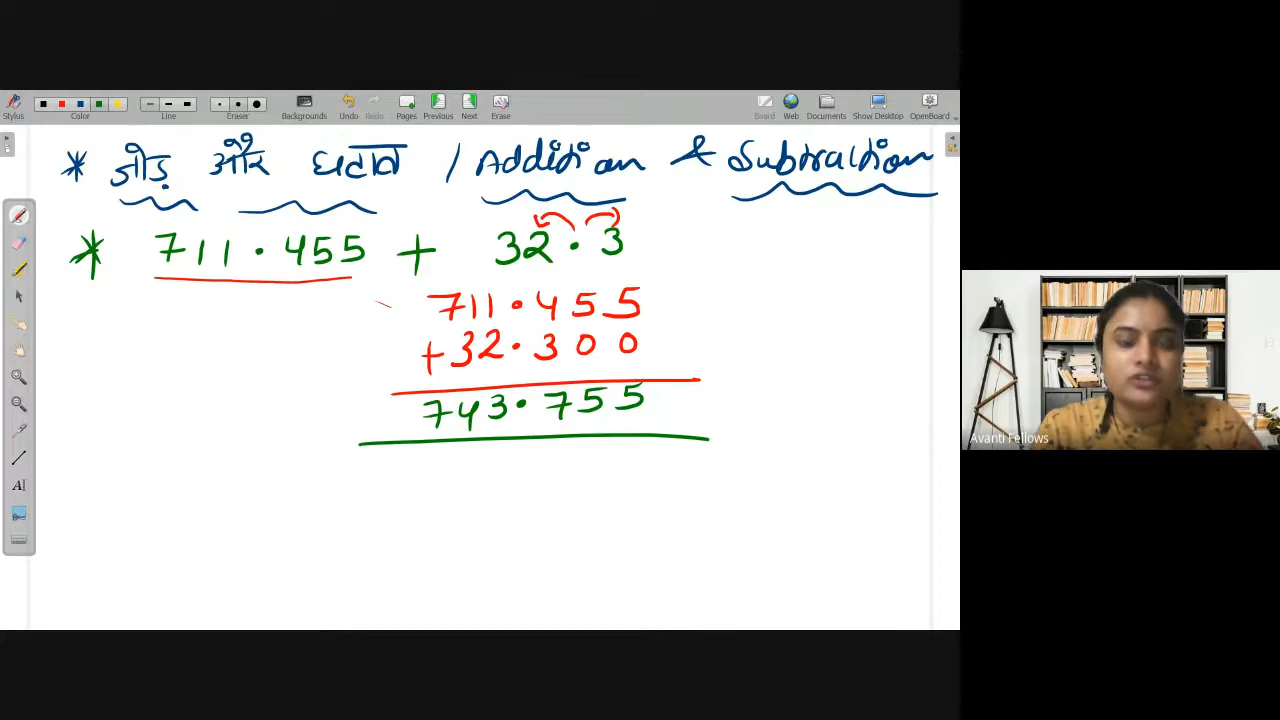 Stylus
Line
Eraser
Backgrounds
Undo
Redo
Pages
Previous
Next
Erase
Board
Web
Documents
Show Desktop
OpenBoard
* जोड़ और घटाव / Addition & Subtraction
* 711.455 + 32.3
711.455
+32.300
743.755
Avanti Fellows